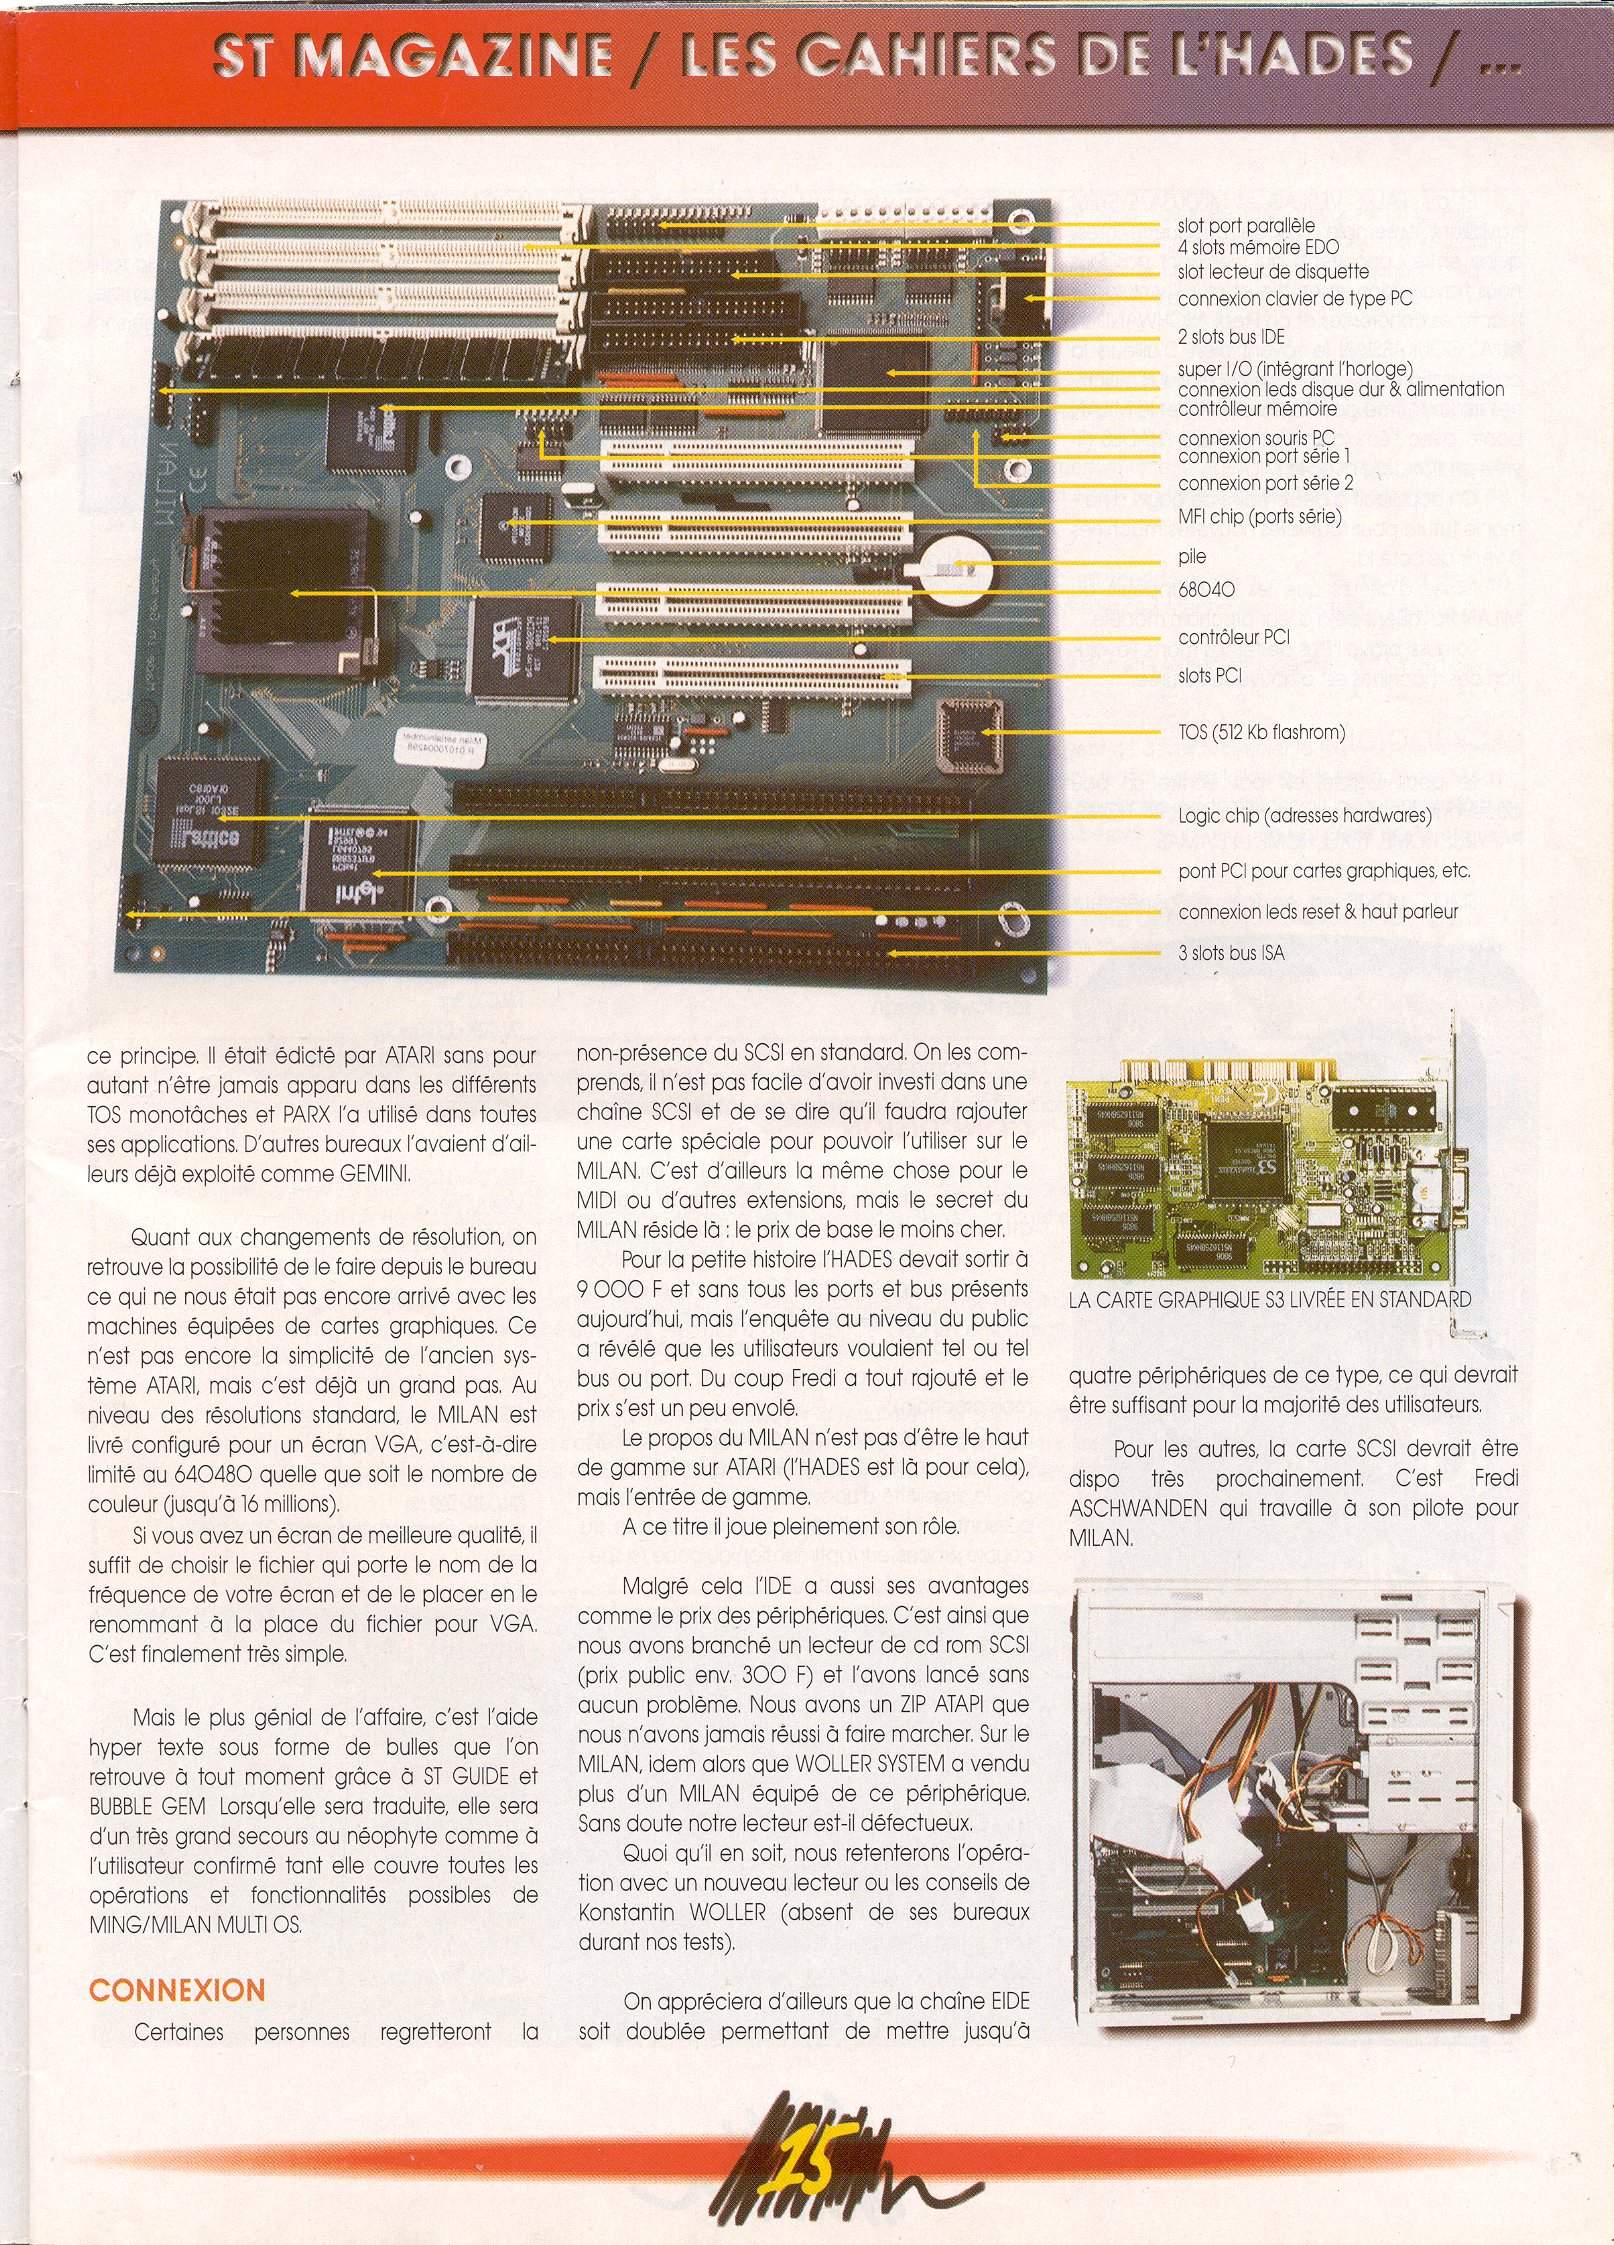 ST MAGAZINE / LES CAHIERS DE L'HADES / ...
slot port parallèle
4 slots mémoire EDO
slot lecteur de disquette
connexion clavier de type PC
2 slots bus IDE
super I/O (intégrant l'horloge)
connexion leds disque dur & alimentation
contrôlleur mémoire
connexion souris PC
connexion port série 1
connexion port série 2
MFI chip (ports série)
pile
68040
contrôleur PCI
slots PCI
TOS (512 Kb flashrom)
Logic chip (adresses hardwares)
pont PCI pour cartes graphiques, etc.
connexion leds reset & haut parleur
3 slots bus ISA
MILAN
CE
made in Germany
Milan seriennummer
Lattice
ispLSI 1032E
intel
PLX
ce principe. Il était édicté par ATARI sans pour
autant n'être jamais apparu dans les différents
TOS monotâches et PARX l'a utilisé dans toutes
ses applications. D'autres bureaux l'avaient d'ail-
leurs déjà exploité comme GEMINI.
Quant aux changements de résolution, on
retrouve la possibilité de le faire depuis le bureau
ce qui ne nous était pas encore arrivé avec les
machines équipées de cartes graphiques. Ce
n'est pas encore la simplicité de l'ancien sys-
tème ATARI, mais c'est déjà un grand pas. Au
niveau des résolutions standard, le MILAN est
livré configuré pour un écran VGA, c'est-à-dire
limité au 640480 quelle que soit le nombre de
couleur (jusqu'à 16 millions).
Si vous avez un écran de meilleure qualité, il
suffit de choisir le fichier qui porte le nom de la
fréquence de votre écran et de le placer en le
renommant à la place du fichier pour VGA.
C'est finalement très simple.
Mais le plus génial de l'affaire, c'est l'aide
hyper texte sous forme de bulles que l'on
retrouve à tout moment grâce à ST GUIDE et
BUBBLE GEM Lorsqu'elle sera traduite, elle sera
d'un très grand secours au néophyte comme à
l'utilisateur confirmé tant elle couvre toutes les
opérations et fonctionnalités possibles de
MING/MILAN MULTI OS.
CONNEXION
Certaines personnes regretteront la
non-présence du SCSI en standard. On les com-
prends, il n'est pas facile d'avoir investi dans une
chaîne SCSI et de se dire qu'il faudra rajouter
une carte spéciale pour pouvoir l'utiliser sur le
MILAN. C'est d'ailleurs la même chose pour le
MIDI ou d'autres extensions, mais le secret du
MILAN réside là : le prix de base le moins cher.
Pour la petite histoire l'HADES devait sortir à
9 000 F et sans tous les ports et bus présents
aujourd'hui, mais l'enquête au niveau du public
a révélé que les utilisateurs voulaient tel ou tel
bus ou port. Du coup Fredi a tout rajouté et le
prix s'est un peu envolé.
Le propos du MILAN n'est pas d'être le haut
de gamme sur ATARI (l'HADES est là pour cela),
mais l'entrée de gamme.
A ce titre il joue pleinement son rôle.
Malgré cela l'IDE a aussi ses avantages
comme le prix des périphériques. C'est ainsi que
nous avons branché un lecteur de cd rom SCSI
(prix public env. 300 F) et l'avons lancé sans
aucun problème. Nous avons un ZIP ATAPI que
nous n'avons jamais réussi à faire marcher. Sur le
MILAN, idem alors que WOLLER SYSTEM a vendu
plus d'un MILAN équipé de ce périphérique.
Sans doute notre lecteur est-il défectueux.
Quoi qu'il en soit, nous retenterons l'opéra-
tion avec un nouveau lecteur ou les conseils de
Konstantin WOLLER (absent de ses bureaux
durant nos tests).
On appréciera d'ailleurs que la chaîne EIDE
soit doublée permettant de mettre jusqu'à
S3
LA CARTE GRAPHIQUE S3 LIVRÉE EN STANDARD
quatre périphériques de ce type, ce qui devrait
être suffisant pour la majorité des utilisateurs.
Pour les autres, la carte SCSI devrait être
dispo très prochainement. C'est Fredi
ASCHWANDEN qui travaille à son pilote pour
MILAN.
15